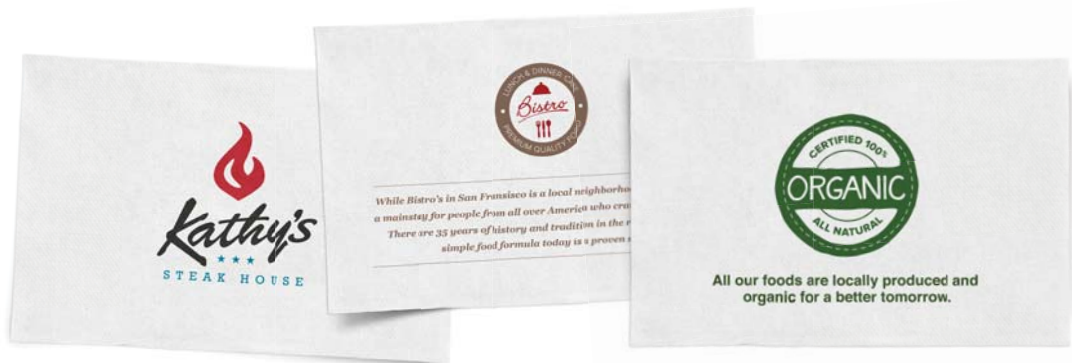 Kathy's
STEAK HOUSE
LUNCH & DINNER
Bistro
PREMIUM QUALITY
While Bistro's in San Fransisco is a local
a mainstay for people from all over America who
There are 35 years of history and tradition in the
simple food formula today is a proven
CERTIFIED 100%
ORGANIC
ALL NATURAL
All our foods are locally produced and
organic for a better tomorrow.